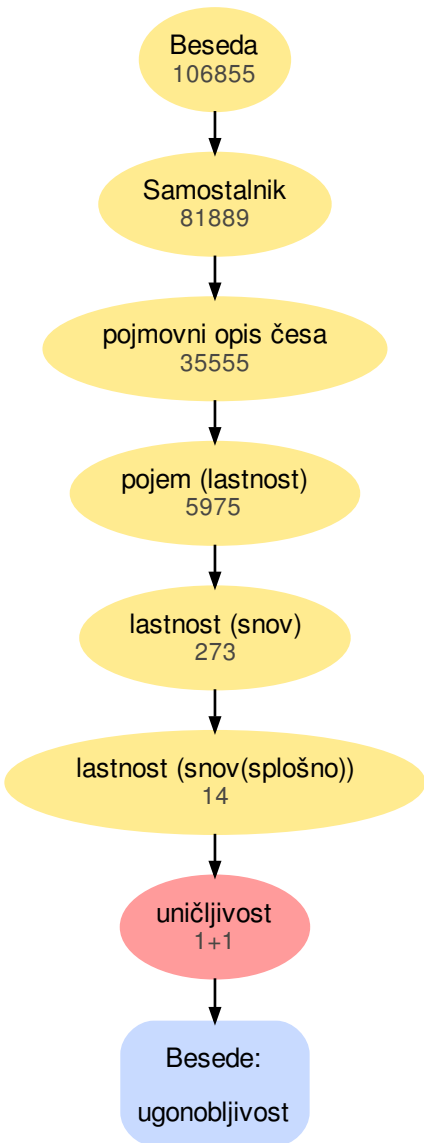 Beseda
106855
Samostalnik
81889
pojmovni opis česa
35555
pojem (lastnost)
5975
lastnost (snov)
273
lastnost (snov(splošno))
14
uničljivost
1+1
Besede:
ugonobljivost